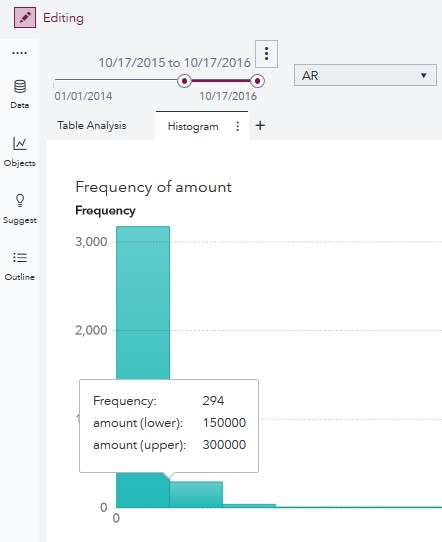 Editing
10/17/2015 to 10/17/2016
AR
01/01/2014
10/17/2016
Data
Objects
Suggest
Outline
Table Analysis
Histogram
+
Frequency of amount
Frequency
3,000
2,000
Frequency: 294
amount (lower): 150000
amount (upper): 300000
0
0